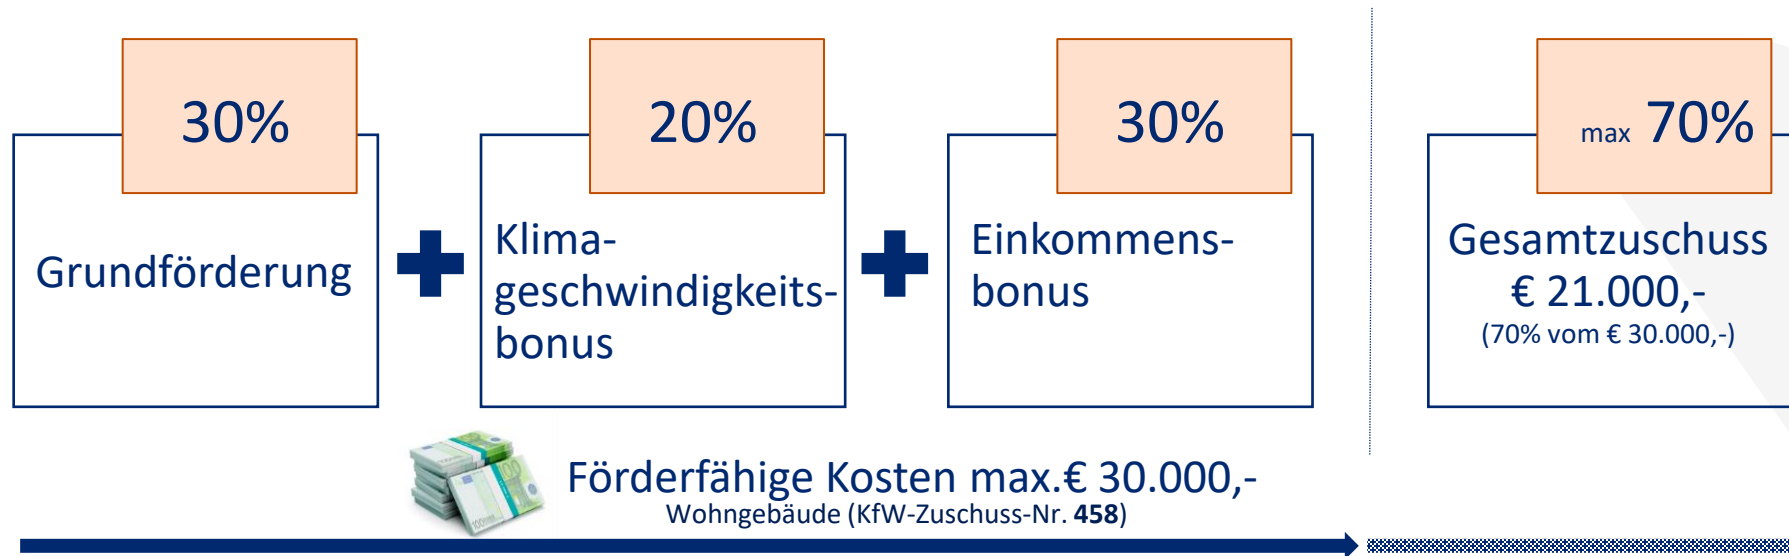 30%
Grundförderung
20%
Klima-
geschwindigkeits-
bonus
30%
Einkommens-
bonus
max 70%
Gesamtzuschuss
€ 21.000,-
(70% vom € 30.000,-)
Förderfähige Kosten max.€ 30.000,-
Wohngebäude (KfW-Zuschuss-Nr. 458)